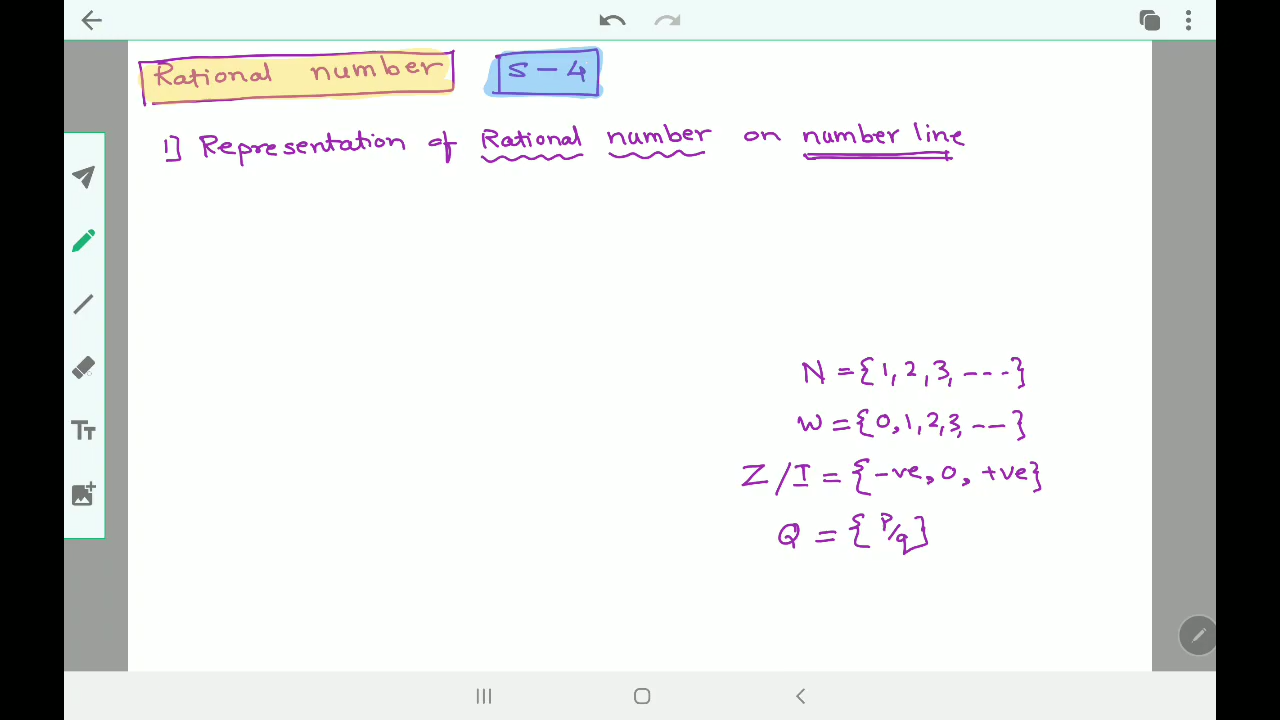 Rational number S-4
1] Representation of Rational number on number line
N = {1, 2, 3, ---}
W = {0, 1, 2, 3, ---}
Z/I = {-ve, 0, +ve}
Q = {P/q}
TT